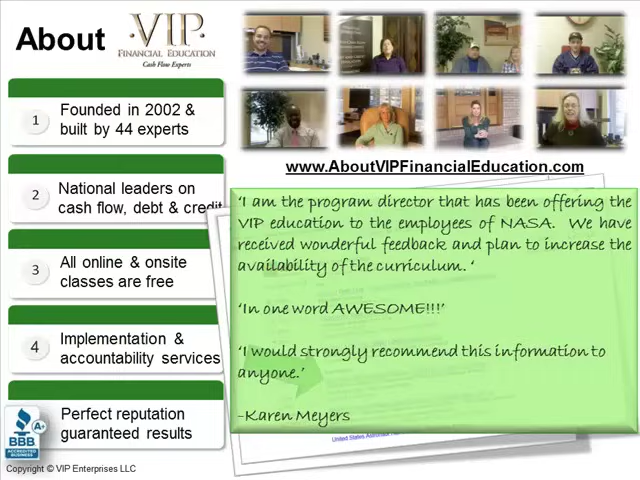 About
VIP
FINANCIAL EDUCATION
Cash Flow Experts
1
Founded in 2002 &
built by 44 experts
2
National leaders on
cash flow, debt & credit
3
All online & onsite
classes are free
4
Implementation &
accountability services
Perfect reputation
guaranteed results
BBB
A+
ACCREDITED
BUSINESS
Copyright © VIP Enterprises LLC
www.AboutVIPFinancialEducation.com
‘I am the program director that has been offering the
VIP education to the employees of NASA. We have
received wonderful feedback and plan to increase the
availability of the curriculum. ‘
‘In one word AWESOME!!!’
‘I would strongly recommend this information to
anyone.’
-Karen Meyers
United States